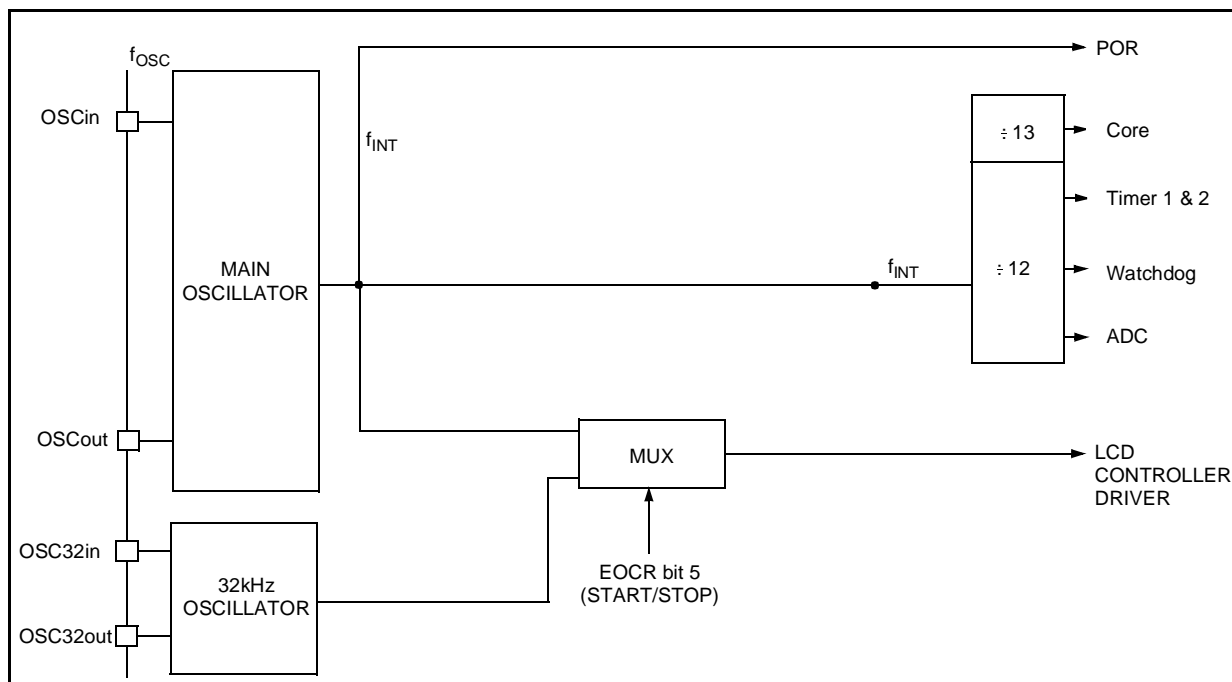 fOSC
POR
OSCin
÷13
Core
fINT
Timer 1 & 2
MAIN
OSCILLATOR
fINT
÷12
Watchdog
ADC
OSCout
MUX
LCD
CONTROLLER
DRIVER
OSC32in
32kHz
OSCILLATOR
EOCR bit 5
(START/STOP)
OSC32out